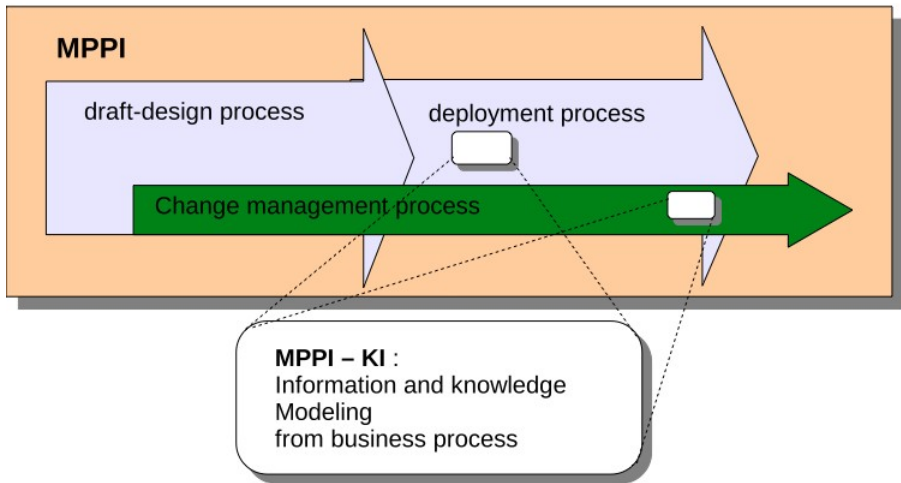 MPPI
draft-design process
deployment process
Change management process
MPPI – KI :
Information and knowledge
Modeling
from business process